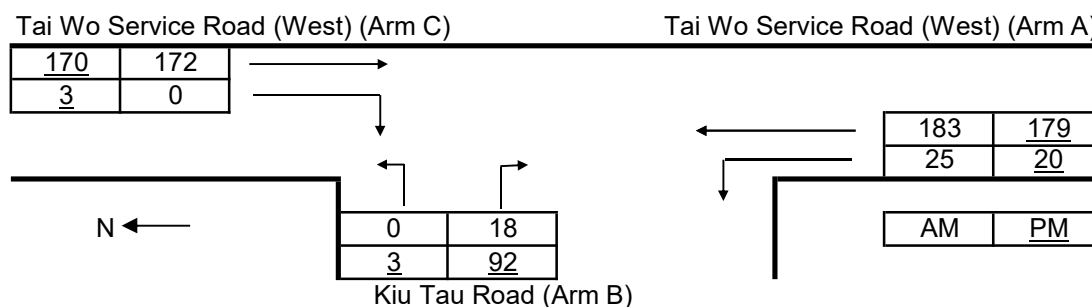 Tai Wo Service Road (West) (Arm C) Tai Wo Service Road (West) (Arm A)
170 172
3 0
183 179
25 20
N 0 18 AM PM
3 92
Kiu Tau Road (Arm B)